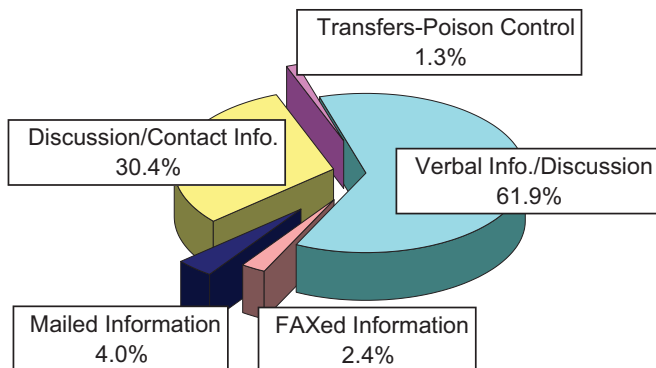 Transfers-Poison Control
1.3%
Discussion/Contact Info.
30.4%
Verbal Info./Discussion
61.9%
Mailed Information
4.0%
FAXed Information
2.4%